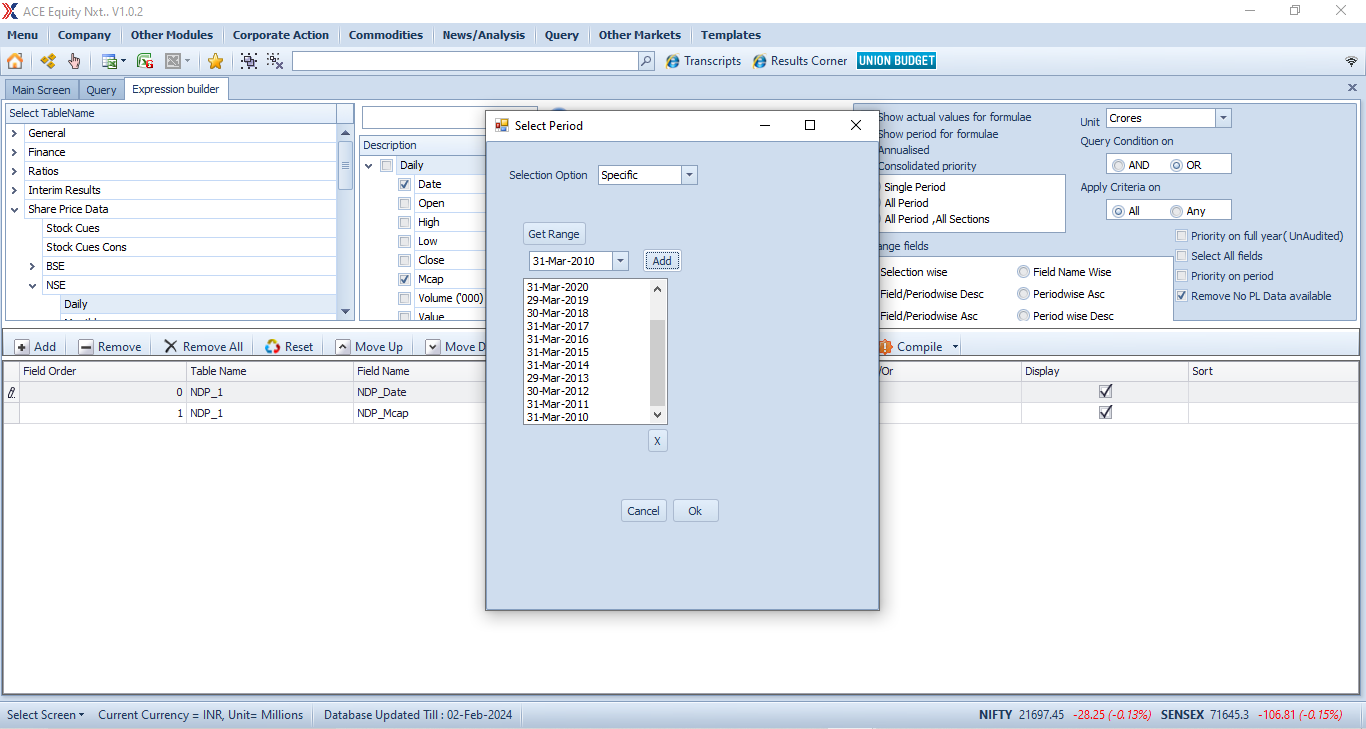 ACE Equity Nxt.. V1.0.2
Menu Company Other Modules Corporate Action Commodities News/Analysis Query Other Markets Templates
Transcripts Results Corner UNION BUDGET
Main Screen Query Expression builder
Select TableName
General
Finance
Ratios
Interim Results
Share Price Data
Stock Cues
Stock Cues Cons
BSE
NSE
Daily
Description
Daily
Date
Open
High
Low
Close
Mcap
Volume ('000)
Value
Select Period
Selection Option Specific
Get Range
31-Mar-2010 Add
31-Mar-2020
29-Mar-2019
30-Mar-2018
31-Mar-2017
31-Mar-2016
31-Mar-2015
31-Mar-2014
29-Mar-2013
30-Mar-2012
31-Mar-2011
31-Mar-2010
X
Cancel Ok
Show actual values for formulae
Show period for formulae
Annualised
Consolidated priority
Single Period
All Period
All Period ,All Sections
ange fields
Selection wise Field Name Wise
Field/Periodwise Desc Periodwise Asc
Field/Periodwise Asc Period wise Desc
Unit Crores
Query Condition on
AND OR
Apply Criteria on
All Any
Priority on full year( UnAudited)
Select All fields
Priority on period
Remove No PL Data available
Add Remove Remove All Reset Move Up Move D Compile
Field Order Table Name Field Name /Or Display Sort
0 NDP_1 NDP_Date
1 NDP_1 NDP_Mcap
Select Screen Current Currency = INR, Unit= Millions Database Updated Till : 02-Feb-2024 NIFTY 21697.45 -28.25 (-0.13%) SENSEX 71645.3 -106.81 (-0.15%)